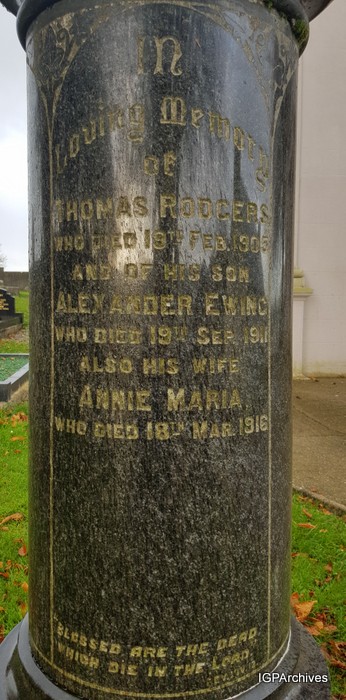 In
Loving Memory
of
THOMAS RODGERS
WHO DIED 19TH FEB. 1905
AND OF HIS SON
ALEXANDER EWING
WHO DIED 19TH SEP. 1911
ALSO HIS WIFE
ANNIE MARIA
WHO DIED 18TH MAR. 1916
"BLESSED ARE THE DEAD
WHICH DIE IN THE LORD."
IGPArchives